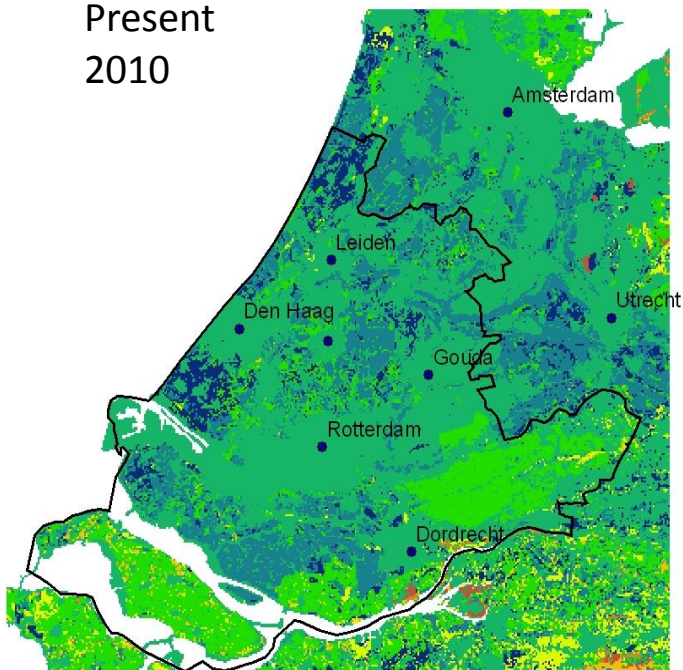 Present
2010
Amsterdam
Leiden
Utrecht
Den Haag
Gouda
Rotterdam
Dordrecht